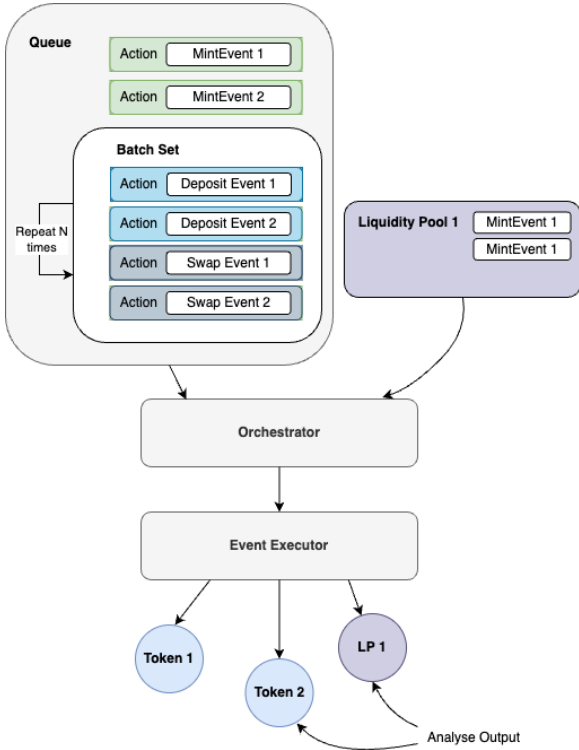 Queue
Action MintEvent 1
Action MintEvent 2
Batch Set
Action Deposit Event 1
Action Deposit Event 2
Action Swap Event 1
Action Swap Event 2
Repeat N
times
Liquidity Pool 1 MintEvent 1
MintEvent 1
Orchestrator
Event Executor
Token 1
Token 2
LP 1
Analyse Output